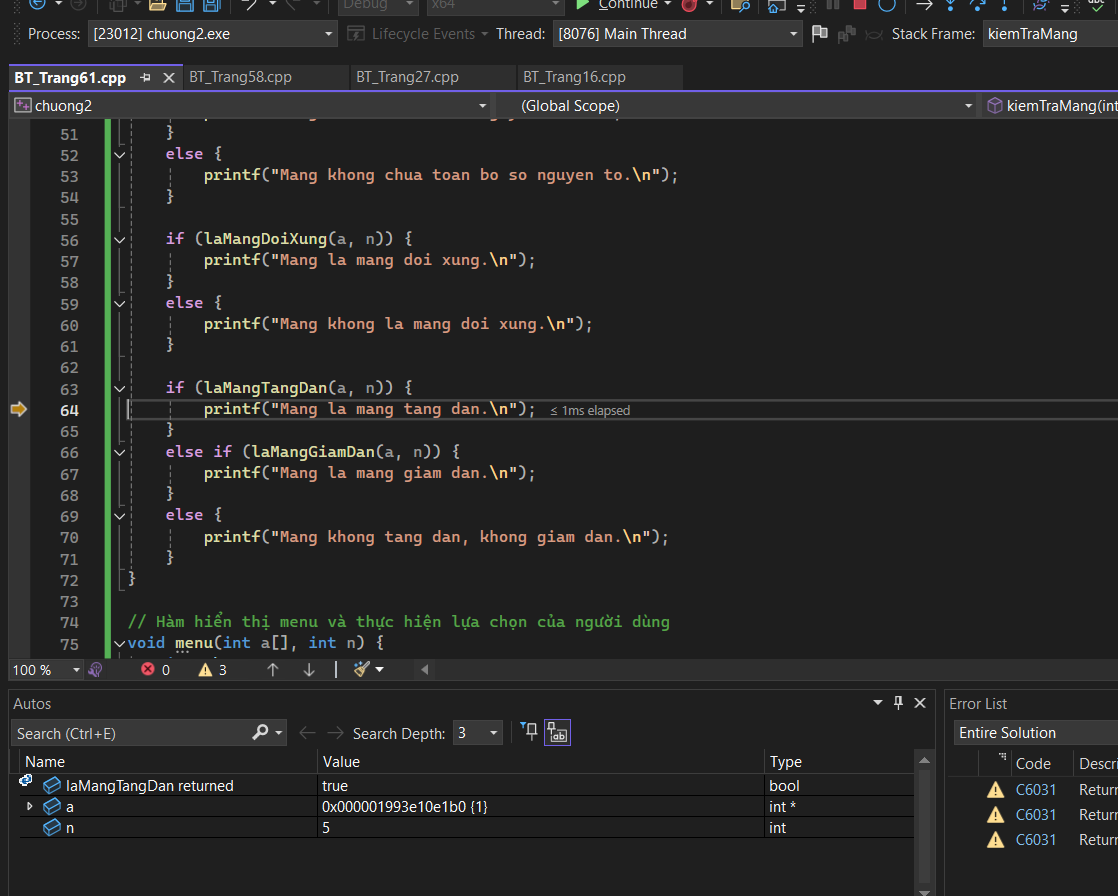 Debug x64 Continue
Process: [23012] chuong2.exe Lifecycle Events Thread: [8076] Main Thread Stack Frame: kiemTraMang
BT_Trang61.cpp BT_Trang58.cpp BT_Trang27.cpp BT_Trang16.cpp
chuong2 (Global Scope) kiemTraMang(int
51 }
52 else {
53 printf("Mang khong chua toan bo so nguyen to.\n");
54 }
55
56 if (laMangDoiXung(a, n)) {
57 printf("Mang la mang doi xung.\n");
58 }
59 else {
60 printf("Mang khong la mang doi xung.\n");
61 }
62
63 if (laMangTangDan(a, n)) {
64 printf("Mang la mang tang dan.\n"); ≤ 1ms elapsed
65 }
66 else if (laMangGiamDan(a, n)) {
67 printf("Mang la mang giam dan.\n");
68 }
69 else {
70 printf("Mang khong tang dan, khong giam dan.\n");
71 }
72 }
73
74 // Hàm hiển thị menu và thực hiện lựa chọn của người dùng
75 void menu(int a[], int n) {
100 % 0 3
Autos
Search (Ctrl+E) Search Depth: 3
Name Value Type
laMangTangDan returned true bool
a 0x000001993e10e1b0 {1} int *
n 5 int
Error List
Entire Solution
Code Descri
C6031 Return
C6031 Return
C6031 Return